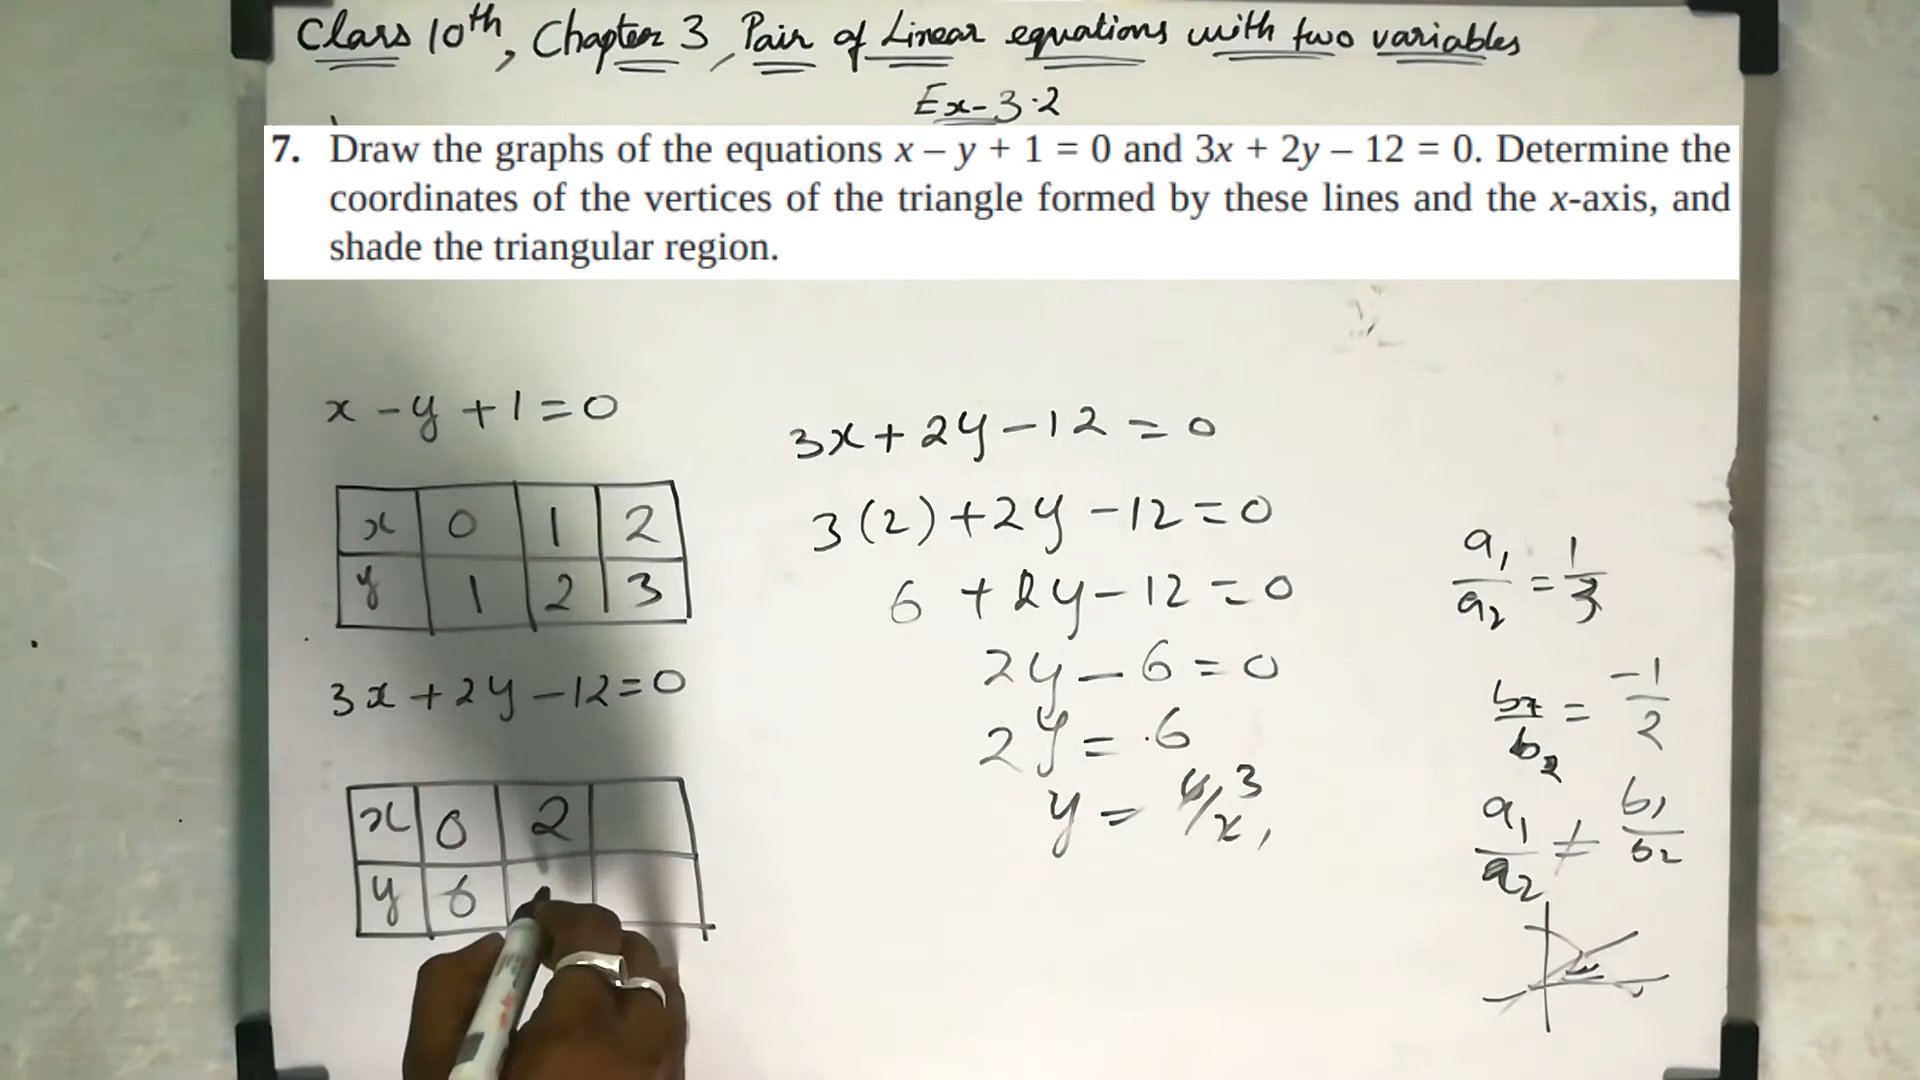 Class 10th, Chapter 3, Pair of Linear equations with two variables
Ex-3.2
7. Draw the graphs of the equations x – y + 1 = 0 and 3x + 2y – 12 = 0. Determine the
coordinates of the vertices of the triangle formed by these lines and the x-axis, and
shade the triangular region.
x - y + 1 = 0
x 0 1 2
y 1 2 3
3x + 2y - 12 = 0
x 0 2
y 6
3x + 2y - 12 = 0
3(2) + 2y - 12 = 0
6 + 2y - 12 = 0
2y - 6 = 0
2y = 6
y = 3
a1/a2 = 1/3
= -1/2
a1/a2 ≠ b1/b2